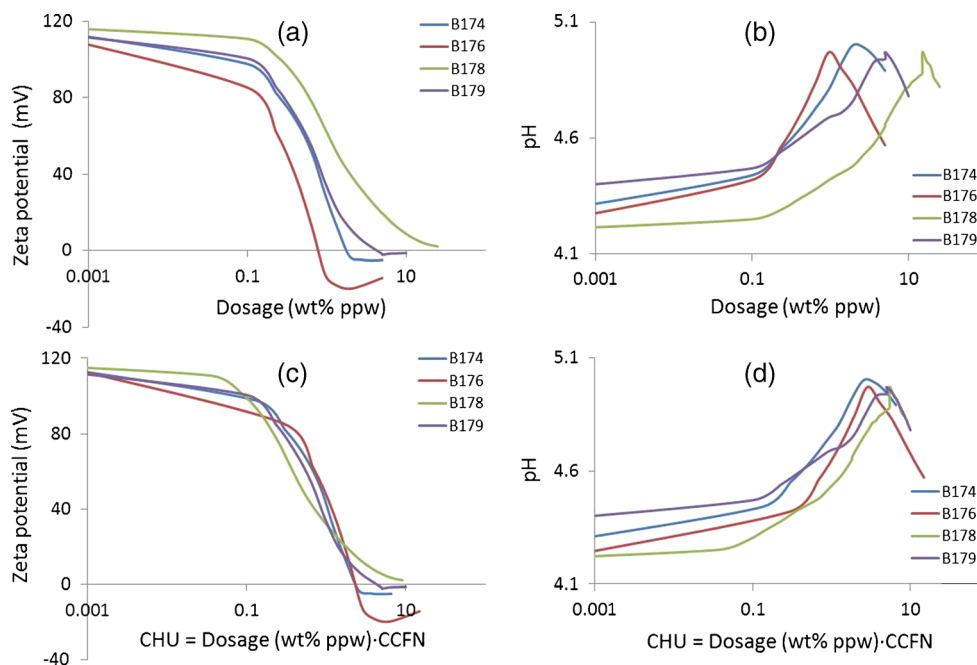 (a)
Zeta potential (mV)
120
80
40
0
-40
0.001
0.1
10
Dosage (wt% ppw)
B174
B176
B178
B179
(b)
pH
5.1
4.6
4.1
0.001
0.1
10
Dosage (wt% ppw)
B174
B176
B178
B179
(c)
Zeta potential (mV)
120
80
40
0
-40
0.001
0.1
10
CHU = Dosage (wt% ppw)·CCFN
B174
B176
B178
B179
(d)
pH
5.1
4.6
4.1
0.001
0.1
10
CHU = Dosage (wt% ppw)·CCFN
B174
B176
B178
B179